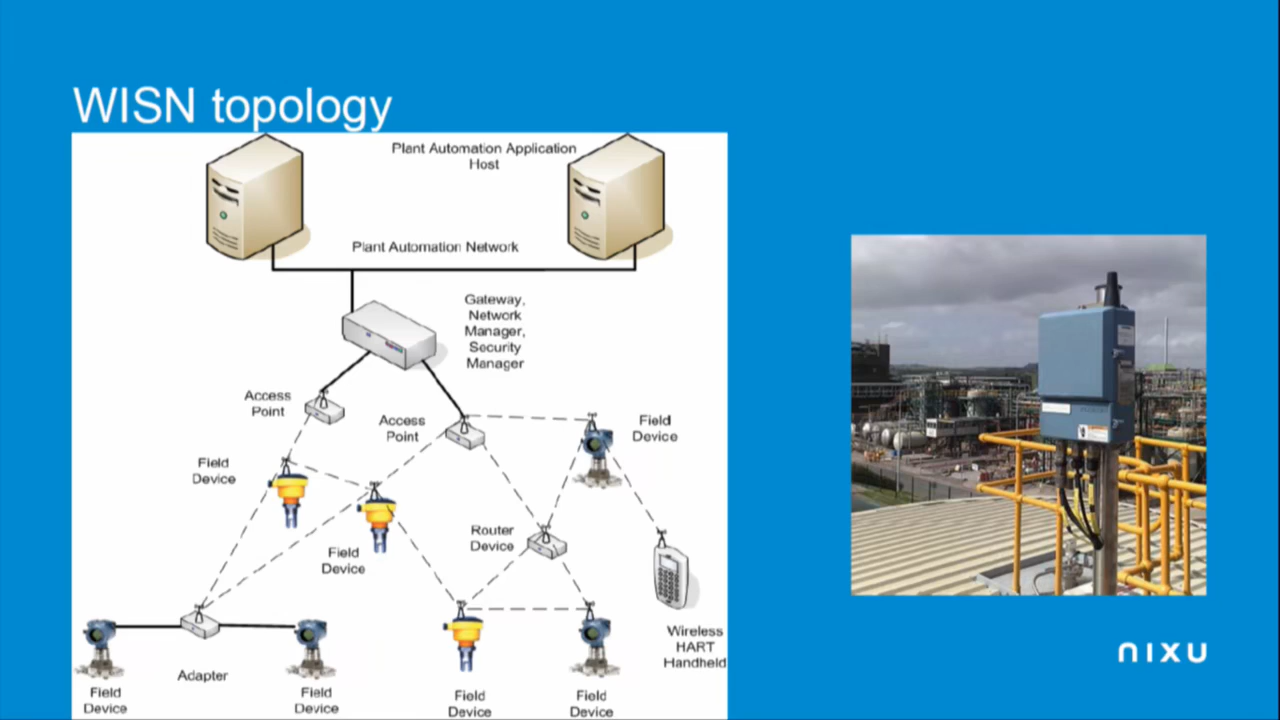 WISN topology
Plant Automation Application
Host
Plant Automation Network
Gateway,
Network
Manager,
Security
Manager
Access
Point
Access
Point
Field
Device
Field
Device
Field
Device
Router
Device
Wireless
HART
Handheld
Adapter
Field
Device
Field
Device
Field
Device
Field
Device
nixu